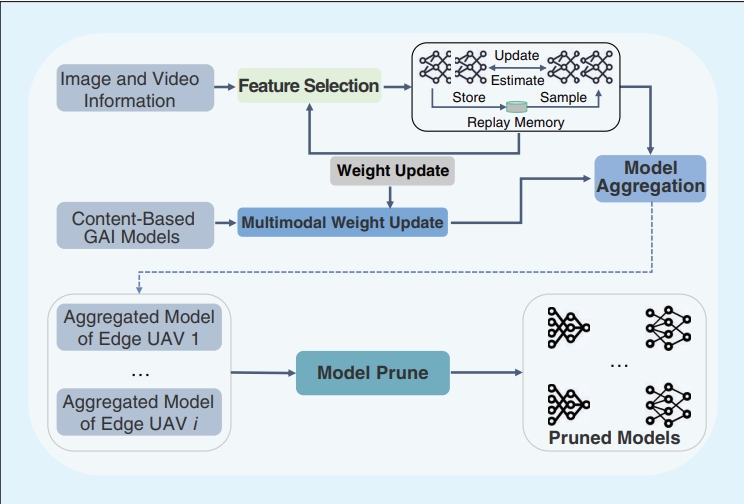 Image and Video
Information
Feature Selection
Update
Estimate
Store
Sample
Replay Memory
Weight Update
Model
Aggregation
Content-Based
GAI Models
Multimodal Weight Update
Aggregated Model
of Edge UAV 1
...
Aggregated Model
of Edge UAV i
Model Prune
...
Pruned Models